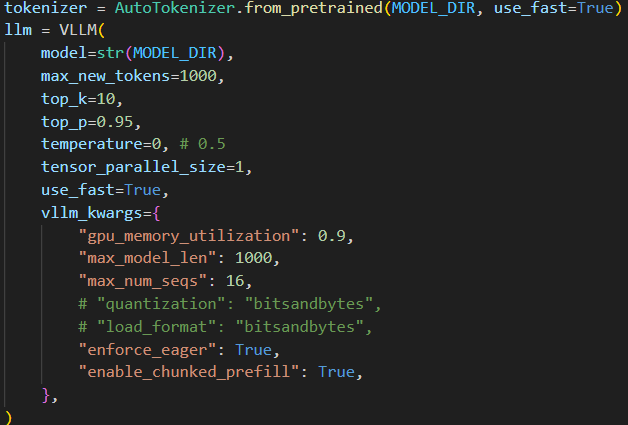 tokenizer = AutoTokenizer.from_pretrained(MODEL_DIR, use_fast=True)
llm = VLLM(
    model=str(MODEL_DIR),
    max_new_tokens=1000,
    top_k=10,
    top_p=0.95,
    temperature=0, # 0.5
    tensor_parallel_size=1,
    use_fast=True,
    vllm_kwargs={
        "gpu_memory_utilization": 0.9,
        "max_model_len": 1000,
        "max_num_seqs": 16,
        # "quantization": "bitsandbytes",
        # "load_format": "bitsandbytes",
        "enforce_eager": True,
        "enable_chunked_prefill": True,
    },
)